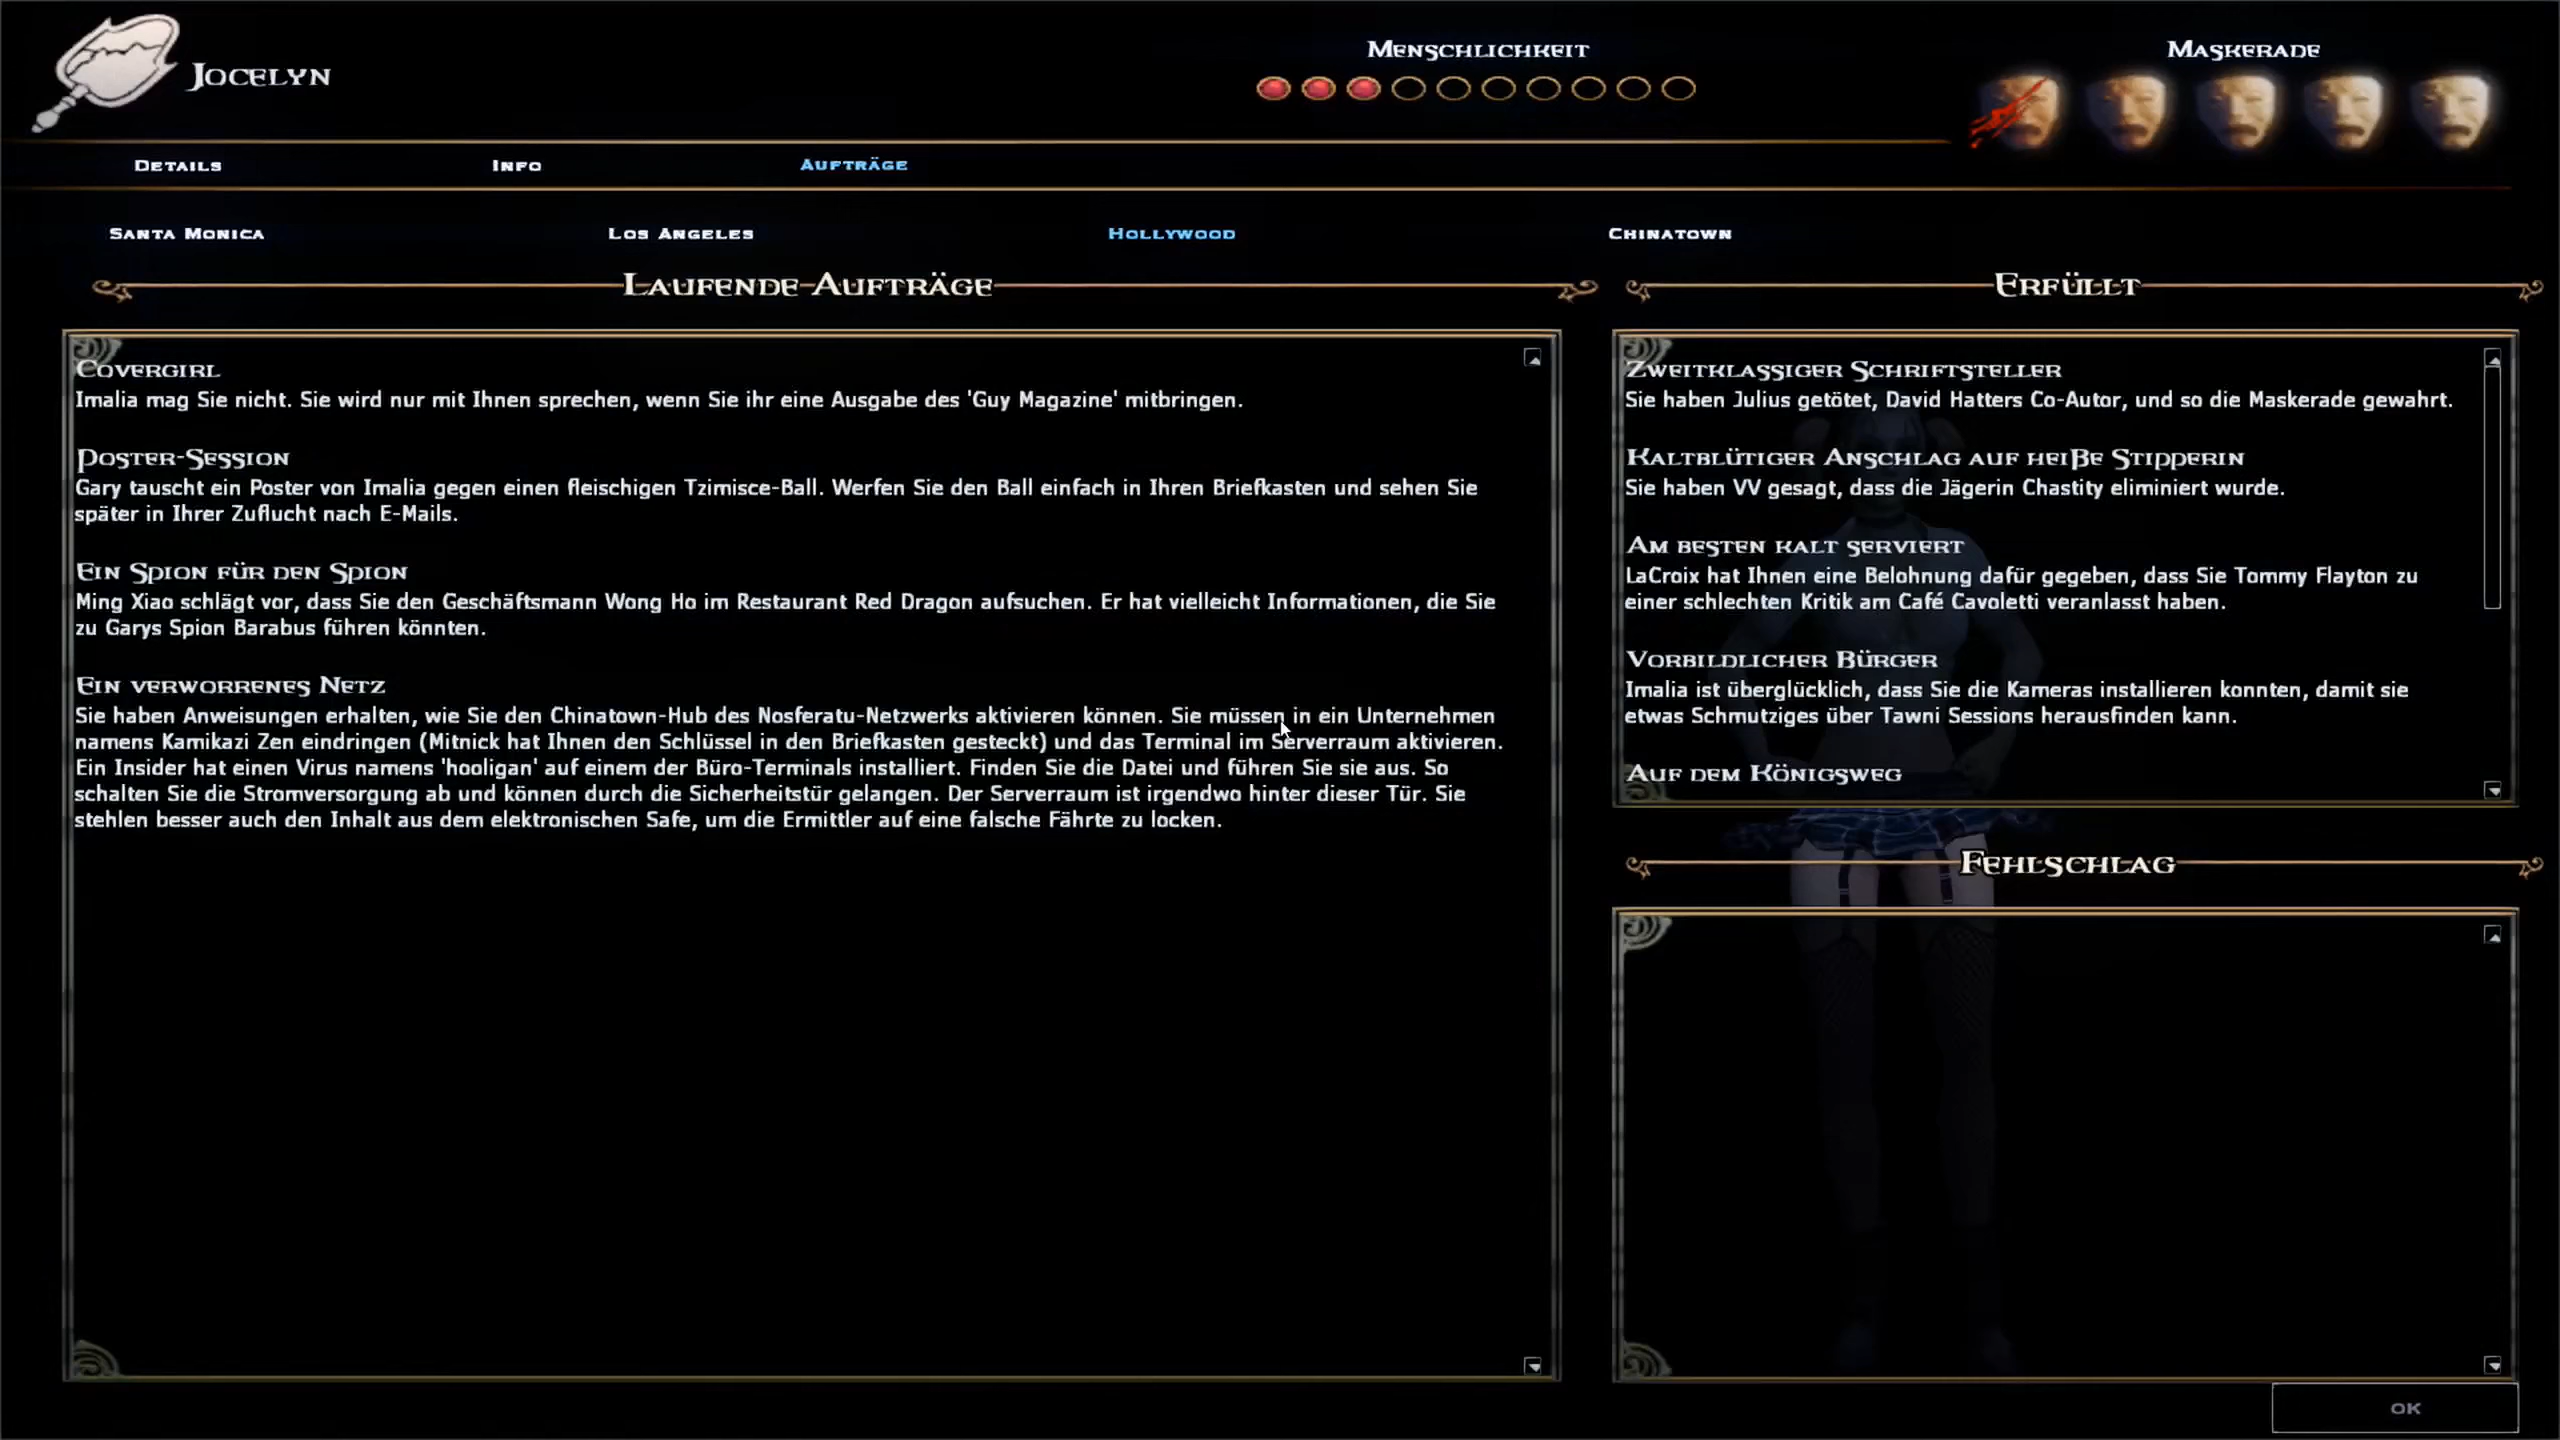 Jocelyn
Menschlichkeit
Maskerade
Details
Info
Aufträge
Santa Monica
Los Angeles
Hollywood
Chinatown
Laufende Aufträge
Covergirl
Imalia mag Sie nicht. Sie wird nur mit Ihnen sprechen, wenn Sie ihr eine Ausgabe des 'Guy Magazine' mitbringen.
Poster-Session
Gary tauscht ein Poster von Imalia gegen einen fleischigen Tzimisce-Ball. Werfen Sie den Ball einfach in Ihren Briefkasten und sehen Sie
später in Ihrer Zuflucht nach E-Mails.
Ein Spion für den Spion
Ming Xiao schlägt vor, dass Sie den Geschäftsmann Wong Ho im Restaurant Red Dragon aufsuchen. Er hat vielleicht Informationen, die Sie
zu Garys Spion Barabus führen könnten.
Ein verworrenes Netz
Sie haben Anweisungen erhalten, wie Sie den Chinatown-Hub des Nosferatu-Netzwerks aktivieren können. Sie müssen in ein Unternehmen
namens Kamikazi Zen eindringen (Mitnick hat Ihnen den Schlüssel in den Briefkasten gesteckt) und das Terminal im Serverraum aktivieren.
Ein Insider hat einen Virus namens 'hooligan' auf einem der Büro-Terminals installiert. Finden Sie die Datei und führen Sie sie aus. So
schalten Sie die Stromversorgung ab und können durch die Sicherheitstür gelangen. Der Serverraum ist irgendwo hinter dieser Tür. Sie
stehlen besser auch den Inhalt aus dem elektronischen Safe, um die Ermittler auf eine falsche Fährte zu locken.
Erfüllt
Zweitklassiger Schriftsteller
Sie haben Julius getötet, David Hatters Co-Autor, und so die Maskerade gewahrt.
Kaltblütiger Anschlag auf heiße Stipperin
Sie haben VV gesagt, dass die Jägerin Chastity eliminiert wurde.
Am besten kalt serviert
LaCroix hat Ihnen eine Belohnung dafür gegeben, dass Sie Tommy Flayton zu
einer schlechten Kritik am Café Cavoletti veranlasst haben.
Vorbildlicher Bürger
Imalia ist überglücklich, dass Sie die Kameras installieren konnten, damit sie
etwas Schmutziges über Tawni Sessions herausfinden kann.
Auf dem Königsweg
Fehlschlag
OK